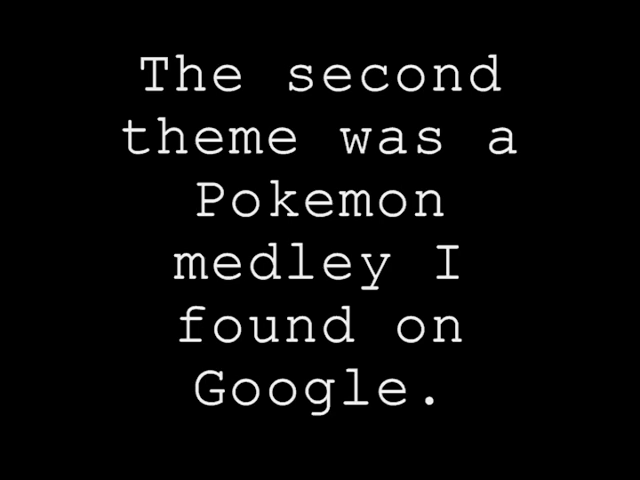 The second
theme was a
Pokemon
medley I
found on
Google.